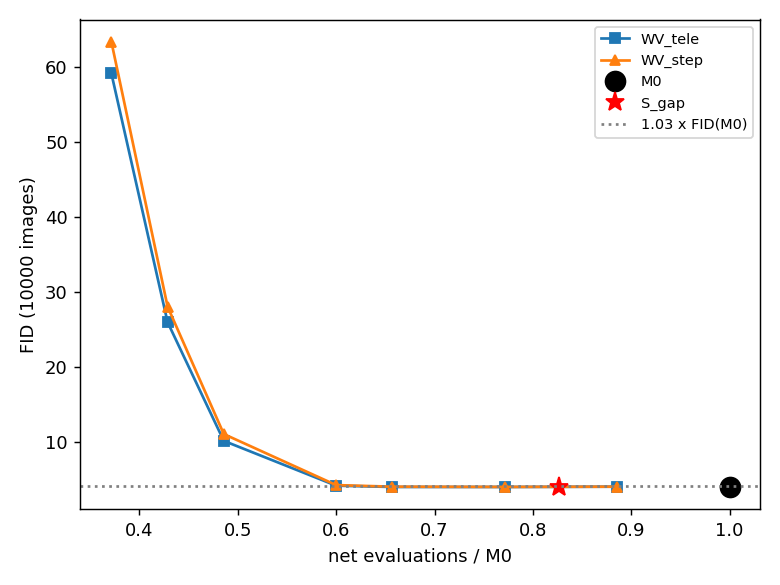 WV_tele
WV_step
M0
S_gap
1.03 x FID(M0)
60
50
40
30
20
10
FID (10000 images)
0.4 0.5 0.6 0.7 0.8 0.9 1.0
net evaluations / M0